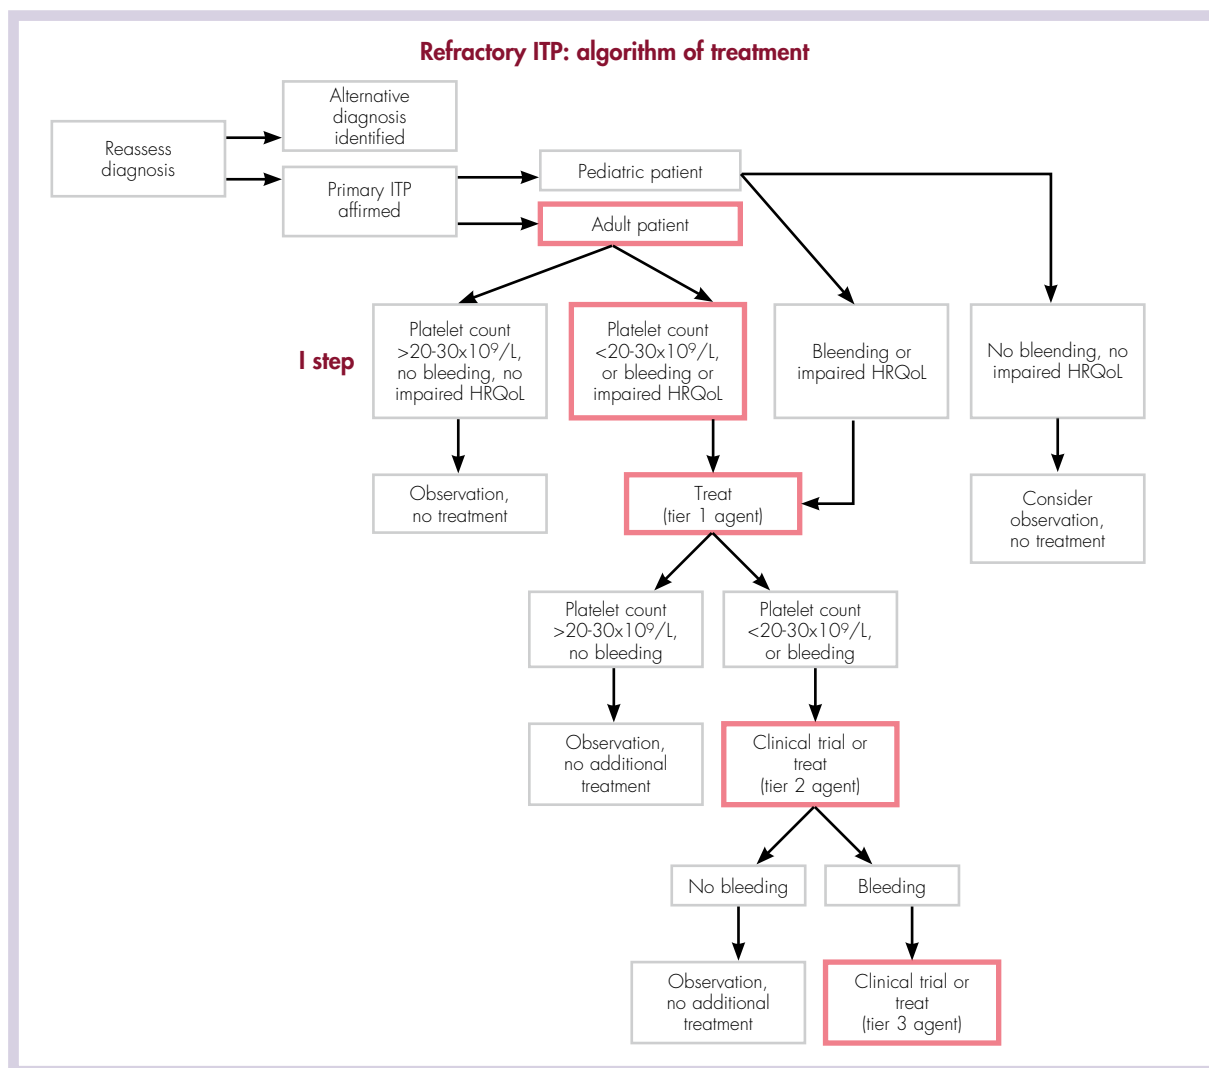 Refractory ITP: algorithm of treatment
Reassess
diagnosis
Alternative
diagnosis
identified
Primary ITP
affirmed
Pediatric patient
Adult patient
I step
Platelet count
>20-30x10⁹/L,
no bleeding, no
impaired HRQoL
Platelet count
<20-30x10⁹/L,
or bleeding or
impaired HRQoL
Bleending or
impaired HRQoL
No bleending, no
impaired HRQoL
Observation,
no treatment
Treat
(tier 1 agent)
Consider
observation,
no treatment
Platelet count
>20-30x10⁹/L,
no bleeding
Platelet count
<20-30x10⁹/L,
or bleeding
Observation,
no additional
treatment
Clinical trial or
treat
(tier 2 agent)
No bleeding
Bleeding
Observation,
no additional
treatment
Clinical trial or
treat
(tier 3 agent)